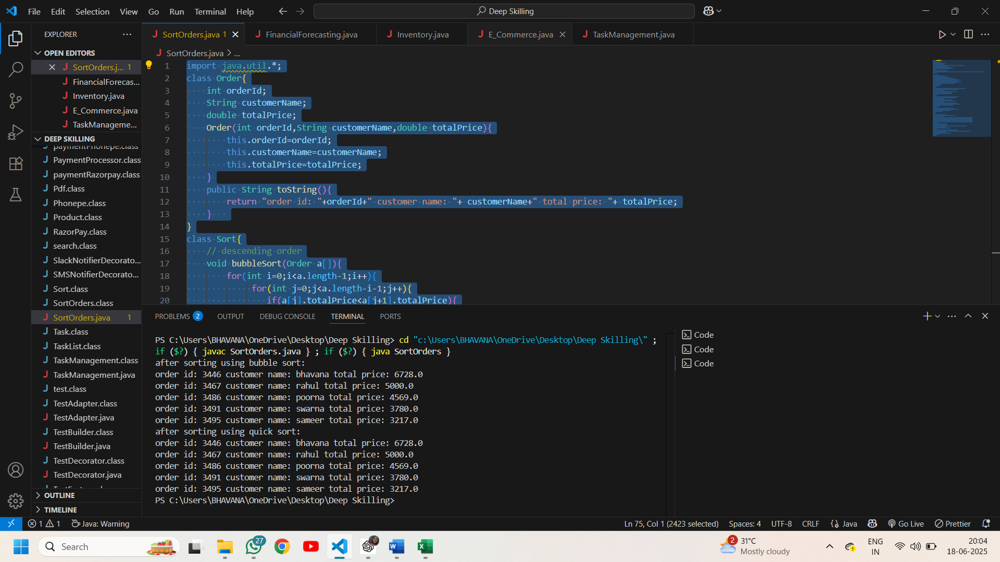 File Edit Selection View Go Run Terminal Help
Deep Skilling
EXPLORER
OPEN EDITORS
SortOrders.j... 1
FinancialForecas...
Inventory.java
E_Commerce.java
TaskManageme...
DEEP SKILLING
paymentPhonepe.class
PaymentProcessor.class
paymentRazorpay.class
Pdf.class
Phonepe.class
Product.class
RazorPay.class
search.class
SlackNotifierDecorato...
SMSNotifierDecorato...
Sort.class
SortOrders.class
SortOrders.java 1
Task.class
TaskList.class
TaskManagement.class
TaskManagement.java
test.class
TestAdapter.class
TestAdapter.java
TestBuilder.class
TestBuilder.java
TestDecorator.class
TestDecorator.java
OUTLINE
TIMELINE
SortOrders.java 1
FinancialForecasting.java
Inventory.java
E_Commerce.java
TaskManagement.java
SortOrders.java > ...
1 import java.util.*;
2 class Order{
3 int orderId;
4 String customerName;
5 double totalPrice;
6 Order(int orderId,String customerName,double totalPrice){
7 this.orderId=orderId;
8 this.customerName=customerName;
9 this.totalPrice=totalPrice;
10 }
11 public String toString(){
12 return "order id: "+orderId+" customer name: "+ customerName+" total price: "+ totalPrice;
13 }
14 }
15 class Sort{
16 // descending order
17 void bubbleSort(Order a[]){
18 for(int i=0;i<a.length-1;i++){
19 for(int j=0;j<a.length-i-1;j++){
20 if(a[j].totalPrice<a[j+1].totalPrice){
PROBLEMS 2 OUTPUT DEBUG CONSOLE TERMINAL PORTS
PS C:\Users\BHAVANA\OneDrive\Desktop\Deep Skilling> cd "c:\Users\BHAVANA\OneDrive\Desktop\Deep Skilling\" ;
if ($?) { javac SortOrders.java } ; if ($?) { java SortOrders }
after sorting using bubble sort:
order id: 3446 customer name: bhavana total price: 6728.0
order id: 3467 customer name: rahul total price: 5000.0
order id: 3486 customer name: poorna total price: 4569.0
order id: 3491 customer name: swarna total price: 3780.0
order id: 3495 customer name: sameer total price: 3217.0
after sorting using quick sort:
order id: 3446 customer name: bhavana total price: 6728.0
order id: 3467 customer name: rahul total price: 5000.0
order id: 3486 customer name: poorna total price: 4569.0
order id: 3491 customer name: swarna total price: 3780.0
order id: 3495 customer name: sameer total price: 3217.0
PS C:\Users\BHAVANA\OneDrive\Desktop\Deep Skilling>
Code
Code
Code
1 1 Java: Warning
Ln 75, Col 1 (2423 selected) Spaces: 4 UTF-8 CRLF {} Java Go Live Prettier
Search
27
2
31°C
Mostly cloudy
ENG
IN
20:04
18-06-2025